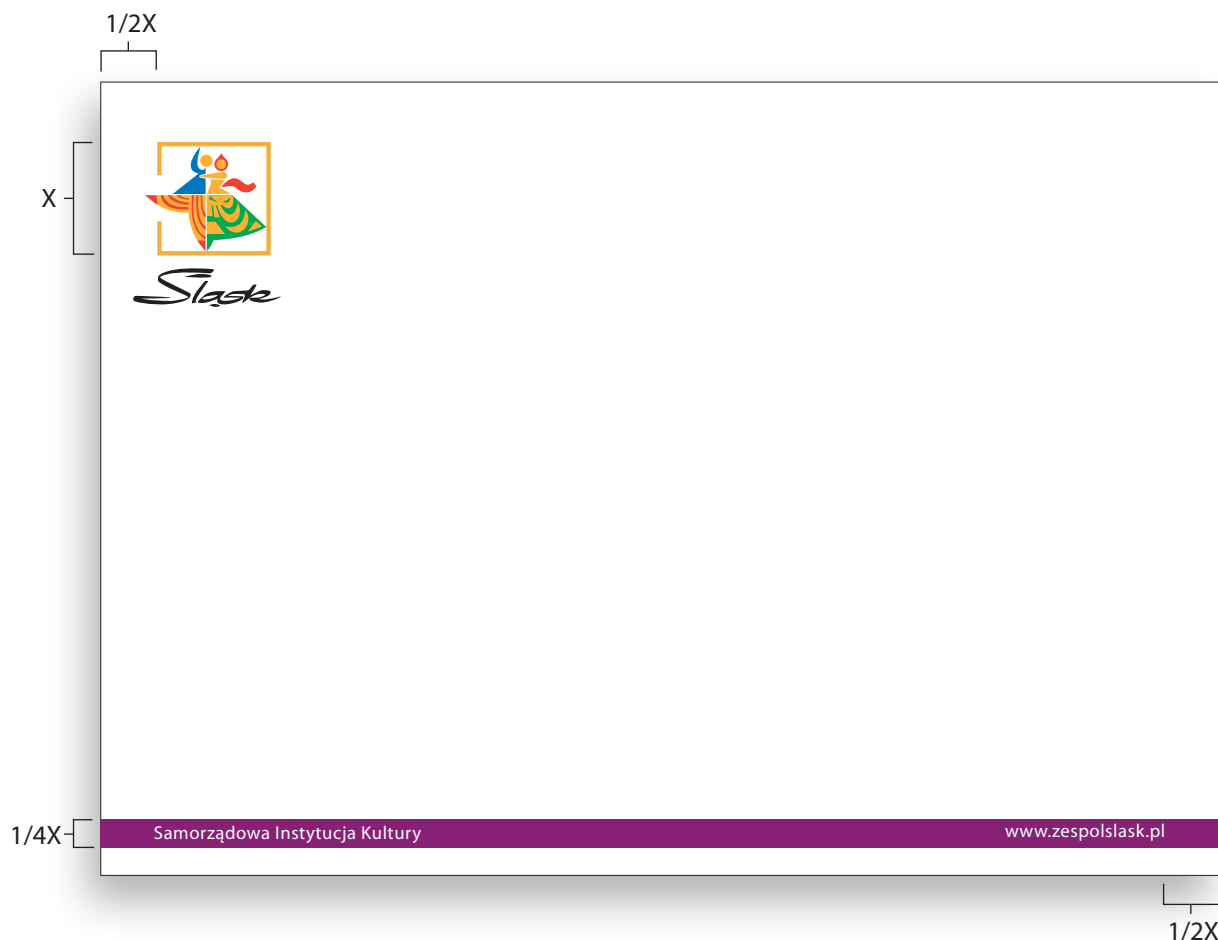 1/2X
X
Śląsk
1/4X
Samorządowa Instytucja Kultury
www.zespolslask.pl
1/2X